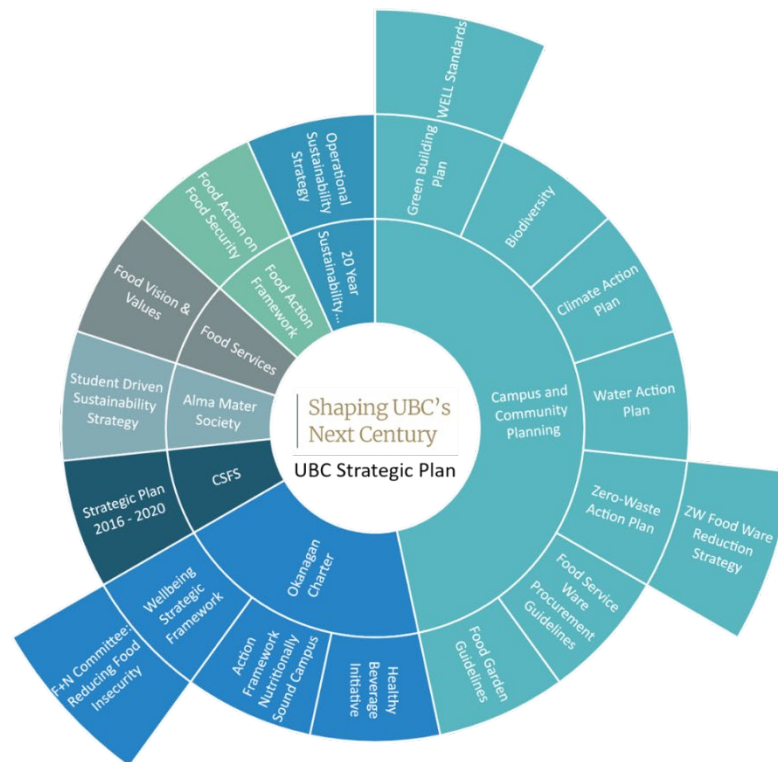 Shaping UBC's
Next Century
UBC Strategic Plan
Campus and
Community
Planning
Green Building
Plan
WELL Standards
Biodiversity
Climate Action
Plan
Water Action
Plan
Zero-Waste
Action Plan
ZW Food Ware
Reduction
Strategy
Food Service
Ware
Procurement
Guidelines
Food Garden
Guidelines
Okanagan
Charter
Healthy
Beverage
Initiative
Action
Framework
Nutritionally
Sound Campus
Wellbeing
Strategic
Framework
F+N Committee:
Reducing Food
Insecurity
CSFS
Strategic Plan
2016 - 2020
Alma Mater
Society
Student Driven
Sustainability
Strategy
Food Services
Food Vision &
Values
Food Action
Framework
Food Action on
Food Security
20 Year
Sustainability...
Operational
Sustainability
Strategy